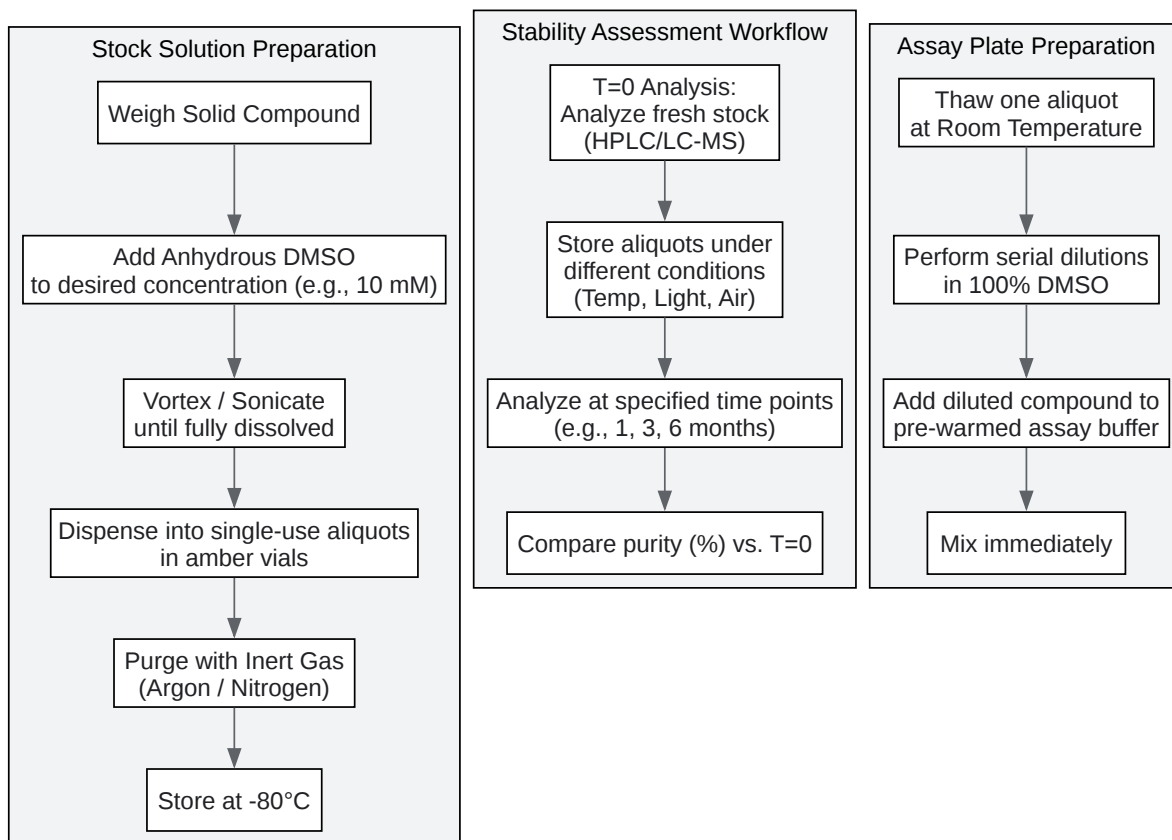 Stock Solution Preparation
Weigh Solid Compound
Add Anhydrous DMSO
to desired concentration (e.g., 10 mM)
Vortex / Sonicate
until fully dissolved
Dispense into single-use aliquots
in amber vials
Purge with Inert Gas
(Argon / Nitrogen)
Store at -80°C
Stability Assessment Workflow
T=0 Analysis:
Analyze fresh stock
(HPLC/LC-MS)
Store aliquots under
different conditions
(Temp, Light, Air)
Analyze at specified time points
(e.g., 1, 3, 6 months)
Compare purity (%) vs. T=0
Assay Plate Preparation
Thaw one aliquot
at Room Temperature
Perform serial dilutions
in 100% DMSO
Add diluted compound to
pre-warmed assay buffer
Mix immediately